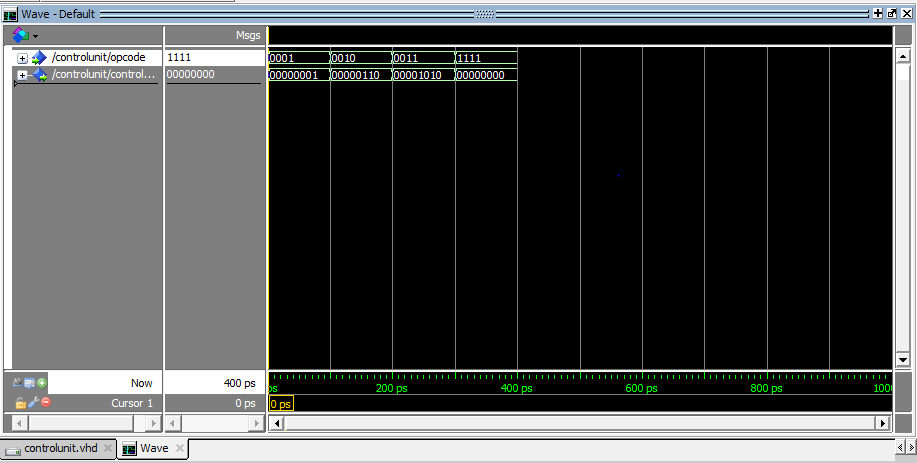 Wave - Default
Msgs
/controlunit/opcode 1111 0001 0010 0011 1111
/controlunit/control... 00000000 00000001 00000110 00001010 00000000
Now 400 ps ps 200 ps 400 ps 600 ps 800 ps 1000
Cursor 1 0 ps 0 ps
controlunit.vhd Wave